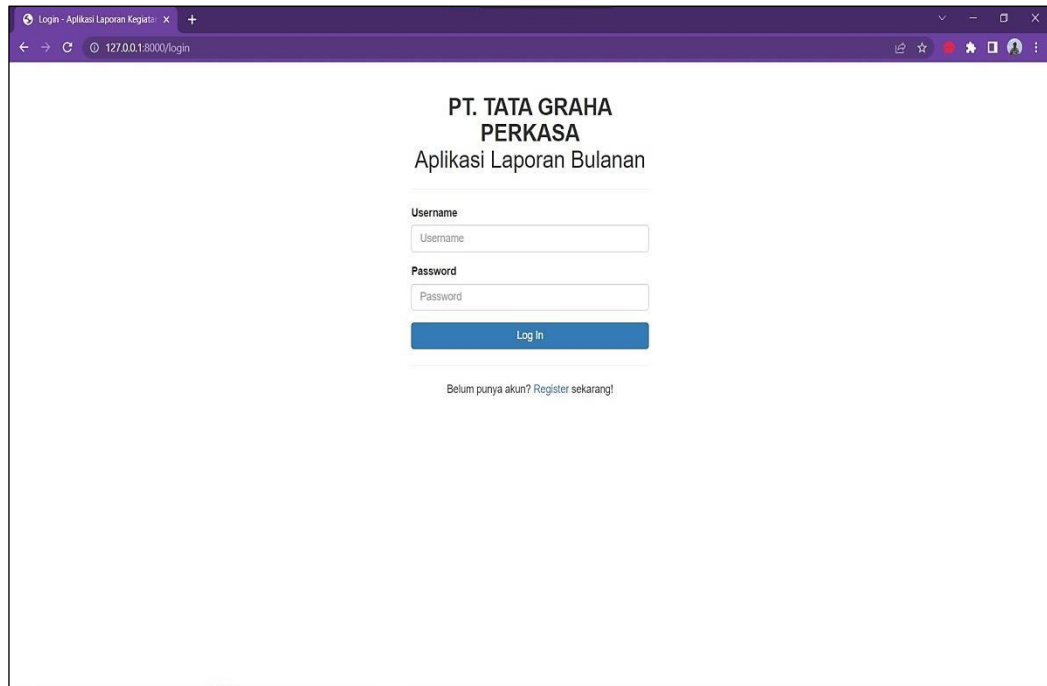 Login - Aplikasi Laporan Kegiata
127.0.0.1:8000/login
PT. TATA GRAHA
PERKASA
Aplikasi Laporan Bulanan
Username
Username
Password
Password
Log In
Belum punya akun? Register sekarang!